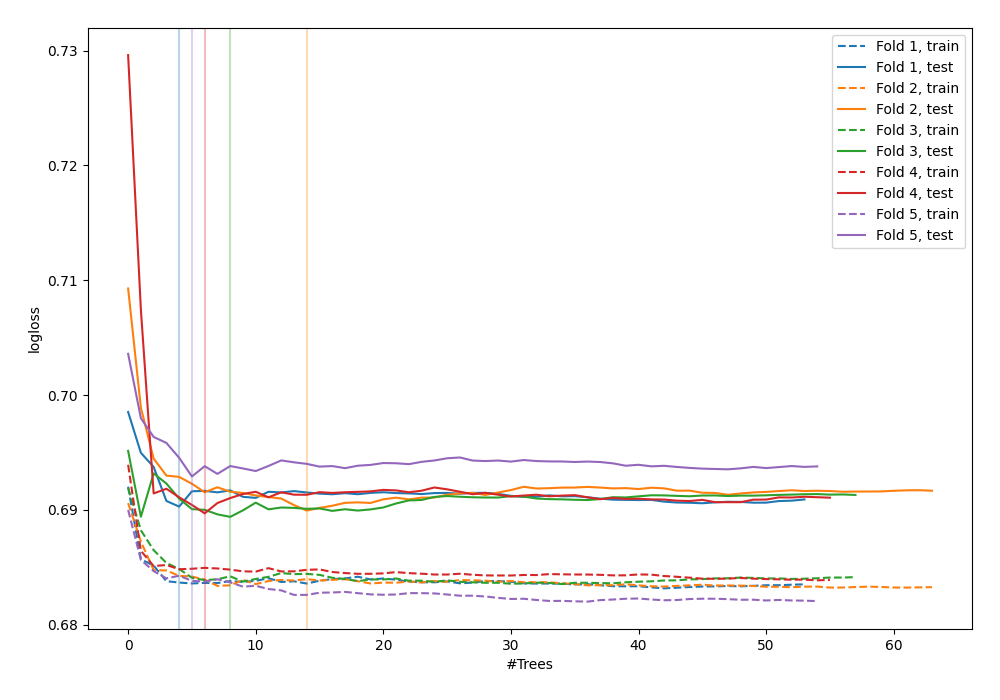 0.73
0.72
0.71
0.70
0.69
0.68
logloss
0
10
20
30
40
50
60
#Trees
Fold 1, train
Fold 1, test
Fold 2, train
Fold 2, test
Fold 3, train
Fold 3, test
Fold 4, train
Fold 4, test
Fold 5, train
Fold 5, test